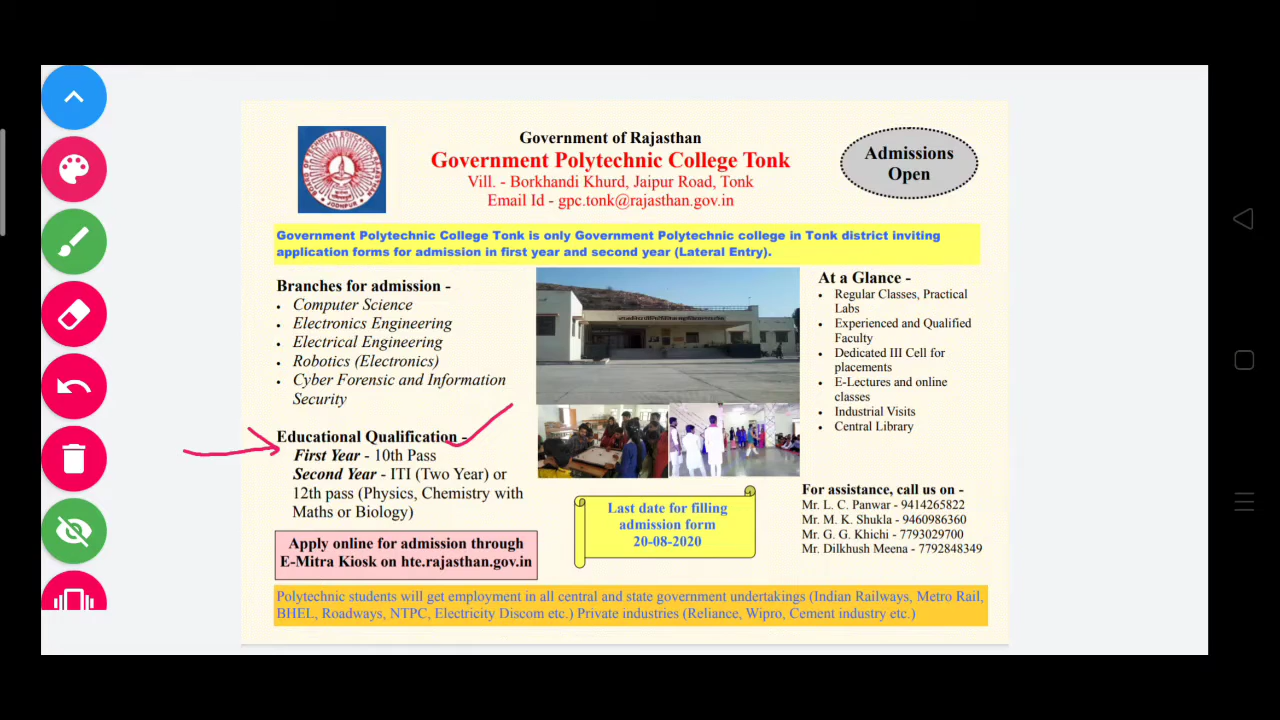 Government of Rajasthan
Government Polytechnic College Tonk
Vill. - Borkhandi Khurd, Jaipur Road, Tonk
Email Id - gpc.tonk@rajasthan.gov.in
Admissions
Open
Government Polytechnic College Tonk is only Government Polytechnic college in Tonk district inviting
application forms for admission in first year and second year (Lateral Entry).
Branches for admission -
• Computer Science
• Electronics Engineering
• Electrical Engineering
• Robotics (Electronics)
• Cyber Forensic and Information
Security
Educational Qualification -
First Year - 10th Pass
Second Year - ITI (Two Year) or
12th pass (Physics, Chemistry with
Maths or Biology)
Apply online for admission through
E-Mitra Kiosk on hte.rajasthan.gov.in
Last date for filling
admission form
20-08-2020
At a Glance -
• Regular Classes, Practical
Labs
• Experienced and Qualified
Faculty
• Dedicated III Cell for
placements
• E-Lectures and online
classes
• Industrial Visits
• Central Library
For assistance, call us on -
Mr. L. C. Panwar - 9414265822
Mr. M. K. Shukla - 9460986360
Mr. G. G. Khichi - 7793029700
Mr. Dilkhush Meena - 7792848349
Polytechnic students will get employment in all central and state government undertakings (Indian Railways, Metro Rail,
BHEL, Roadways, NTPC, Electricity Discom etc.) Private industries (Reliance, Wipro, Cement industry etc.)